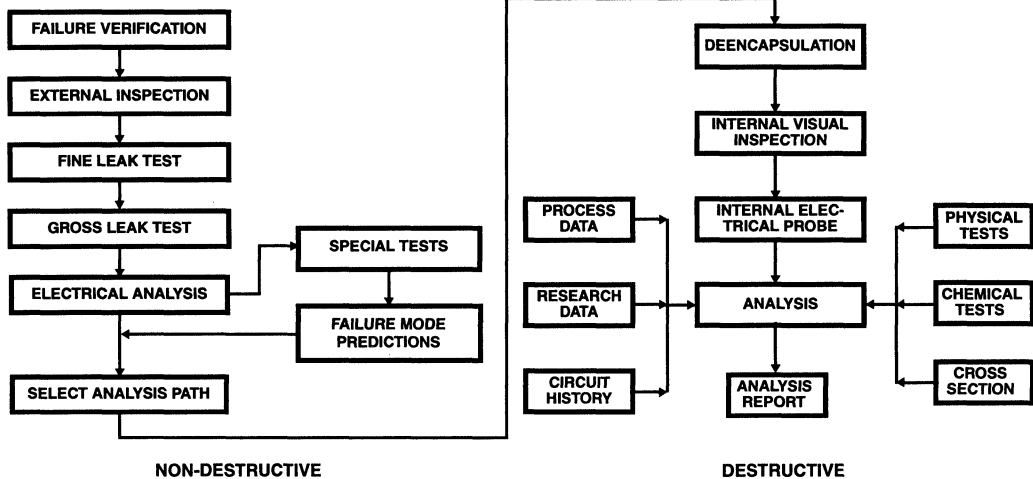 FAILURE VERIFICATION
EXTERNAL INSPECTION
FINE LEAK TEST
GROSS LEAK TEST
ELECTRICAL ANALYSIS
SPECIAL TESTS
FAILURE MODE
PREDICTIONS
SELECT ANALYSIS PATH
NON-DESTRUCTIVE
DEENCAPSULATION
INTERNAL VISUAL
INSPECTION
INTERNAL ELEC-
TRICAL PROBE
PROCESS
DATA
RESEARCH
DATA
CIRCUIT
HISTORY
ANALYSIS
ANALYSIS
REPORT
PHYSICAL
TESTS
CHEMICAL
TESTS
CROSS
SECTION
DESTRUCTIVE